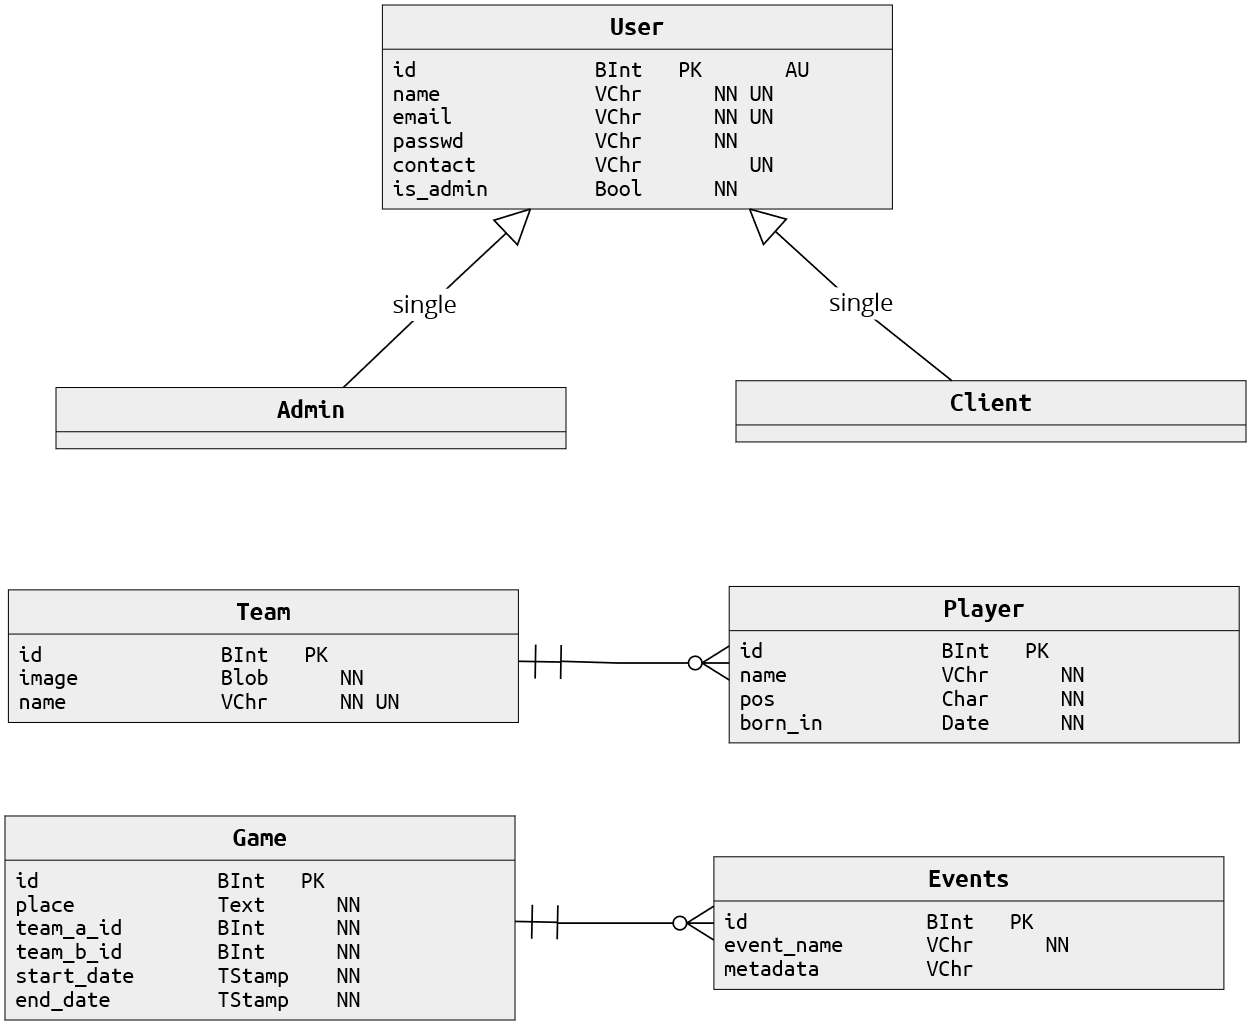 User
id BInt PK AU
name VChr NN UN
email VChr NN UN
passwd VChr NN
contact VChr UN
is_admin Bool NN
single
single
Admin
Client
Team
id BInt PK
image Blob NN
name VChr NN UN
Player
id BInt PK
name VChr NN
pos Char NN
born_in Date NN
Game
id BInt PK
place Text NN
team_a_id BInt NN
team_b_id BInt NN
start_date TStamp NN
end_date TStamp NN
Events
id BInt PK
event_name VChr NN
metadata VChr